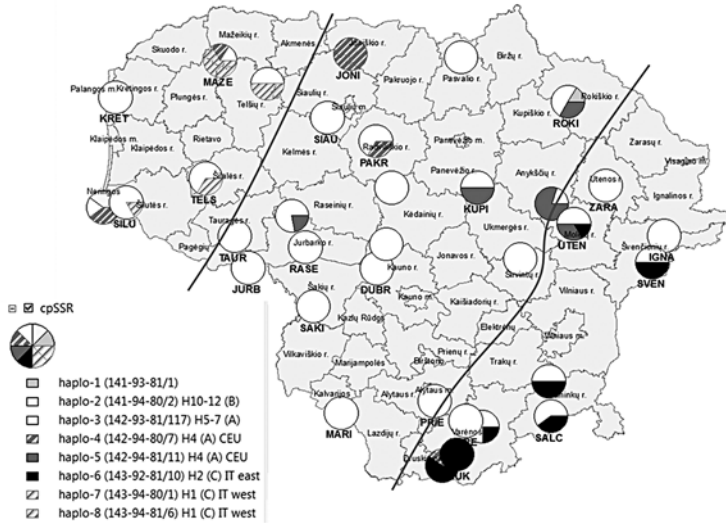 Mažeikių r.
Skuodo r.
Akmenės
MAZE
JONI
Pakruojo r.
Pasvalio r.
Biržų r.
Palangos m.
Kretingos r.
KRET
Plungės r.
Telšių r.
Šiaulių r.
Rokiškio r.
ROKI
Kupiškio r.
SIAU
Klaipėdos m.
Klaipėdos r.
Rietavo
Kelmės r.
PAKR
Panevėžio m.
Zarasų r.
Visagino m.
Šilalės r.
TELS
Panevėžio r.
Anykščių r.
Utenos r.
Ignalinos r.
KUPI
ZARA
Neringos
Šilutės r.
SILU
Raseinių r.
Kėdainių r.
Tauragės r.
Ukmergės r.
UTEN
Švenčionių r.
IGNA
Pagėgių
TAUR
Jurbarko r.
RASE
JURB
Kauno r.
Jonavos r.
Širvintų r.
SVEN
DUBR
Šakių r.
SAKI
Kauno m.
Kaišiadorių r.
Vilniaus r.
Kazlų Rūdos
Elektrėnų
Vilniaus m.
Vilkaviškio r.
Prienų r.
Marijampolės
Birštono
Trakų r.
Kalvarijos
Alytaus r.
Alytaus m.
PRIE
MARI
Lazdijų r.
Varėnos
SALC
cpSSR
haplo-1 (141-93-81/1)
haplo-2 (141-94-80/2) H10-12 (B)
haplo-3 (142-93-81/117) H5-7 (A)
haplo-4 (142-94-80/7) H4 (A) CEU
haplo-5 (142-94-81/11) H4 (A) CEU
haplo-6 (143-92-81/10) H2 (C) IT east
haplo-7 (143-94-80/1) H1 (C) IT west
haplo-8 (143-94-81/6) H1 (C) IT west